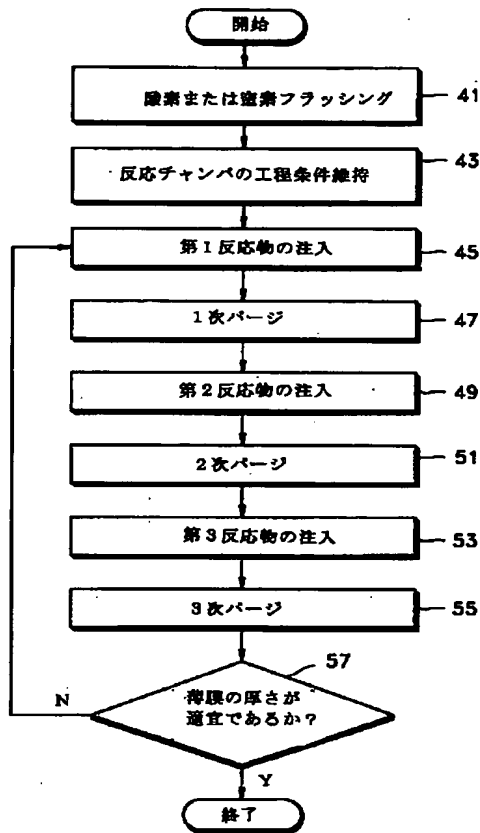 開始
酸素または窒素フラッシング
41
反応チャンバの工程条件維持
43
第1反応物の注入
45
1次パージ
47
第2反応物の注入
49
2次パージ
51
第3反応物の注入
53
3次パージ
55
57
薄膜の厚さが
適宜であるか?
N
Y
終了